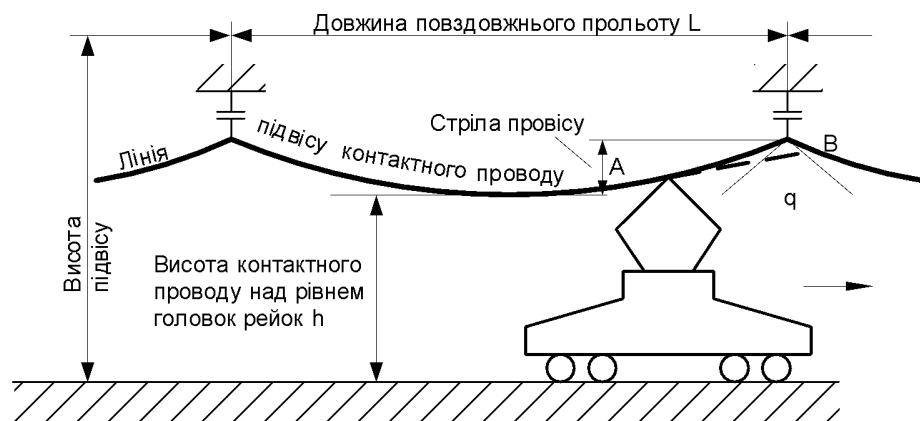 Довжина повздовжнього прольоту L
Стріла провісу
Лінія
підвісу контактного проводу
A
B
q
Висота
підвісу
Висота контактного
проводу над рівнем
головок рейок h